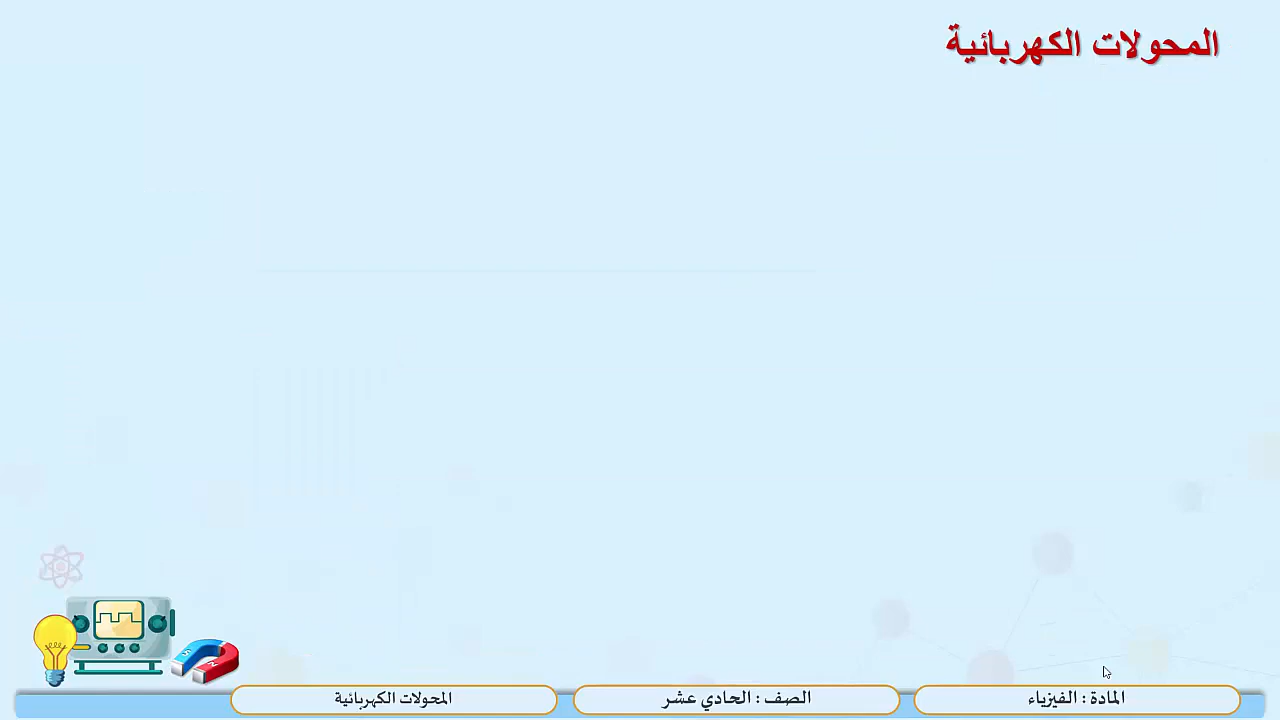 المحولات الكهربائية
المادة : الفيزياء
الصف : الحادي عشر
المحولات الكهربائية